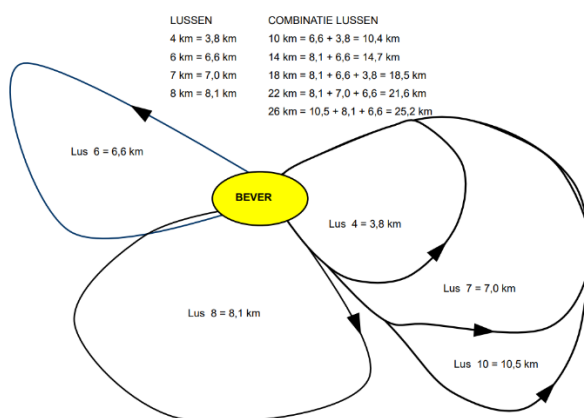 LUSSEN
4 km = 3,8 km
6 km = 6,6 km
7 km = 7,0 km
8 km = 8,1 km
COMBINATIE LUSSEN
10 km = 6,6 + 3,8 = 10,4 km
14 km = 8,1 + 6,6 = 14,7 km
18 km = 8,1 + 6,6 + 3,8 = 18,5 km
22 km = 8,1 + 7,0 + 6,6 = 21,6 km
26 km = 10,5 + 8,1 + 6,6 = 25,2 km
Lus 6 = 6,6 km
BEVER
Lus 4 = 3,8 km
Lus 7 = 7,0 km
Lus 8 = 8,1 km
Lus 10 = 10,5 km